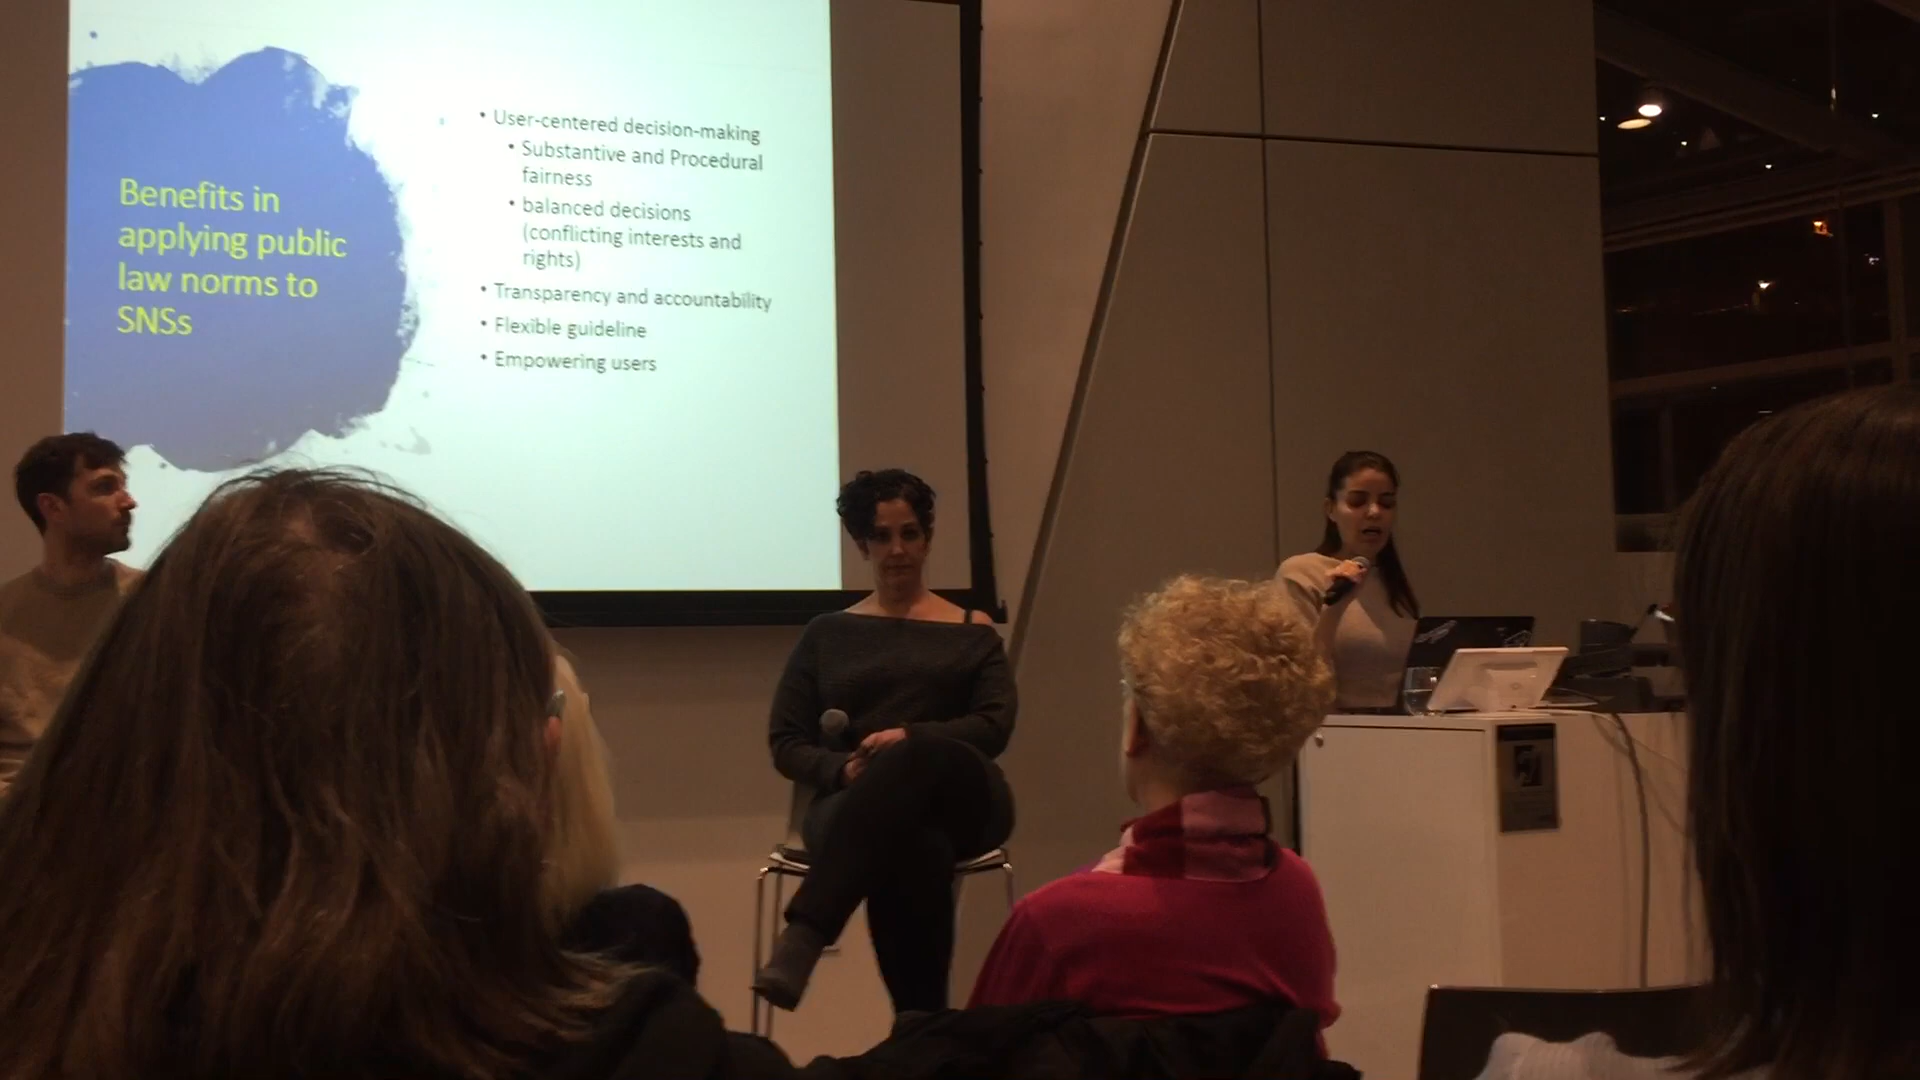 Benefits in
applying public
law norms to
SNSs
• User-centered decision-making
• Substantive and Procedural
fairness
• balanced decisions
(conflicting interests and
rights)
• Transparency and accountability
• Flexible guideline
• Empowering users